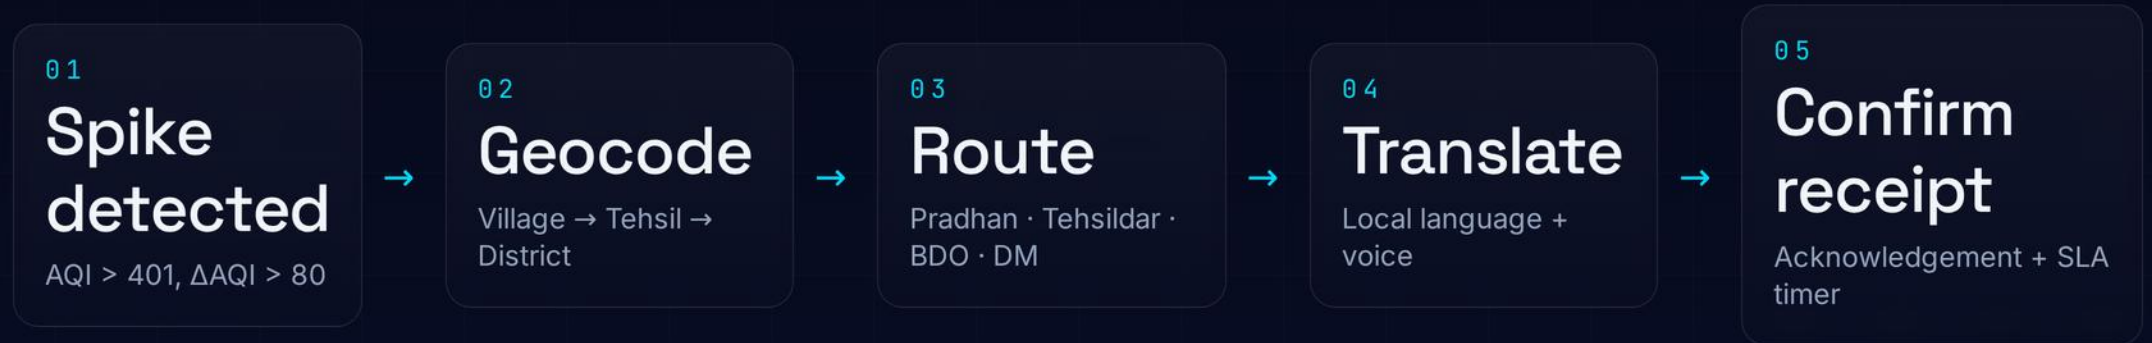 01
Spike
detected
AQI > 401, ΔAQI > 80
→
02
Geocode
Village → Tehsil →
District
→
03
Route
Pradhan · Tehsildar ·
BDO · DM
→
04
Translate
Local language +
voice
→
05
Confirm
receipt
Acknowledgement + SLA
timer